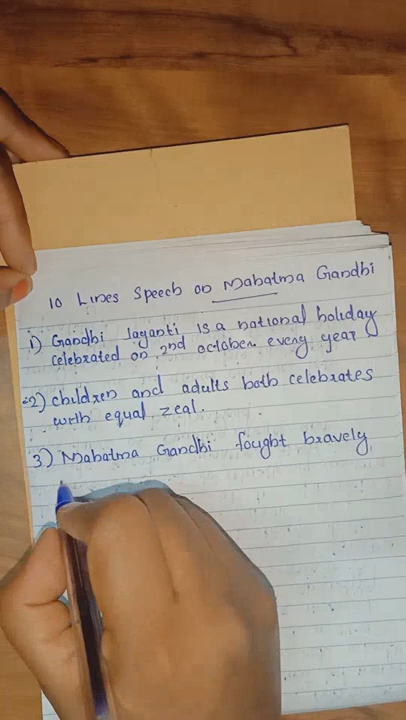 10 Lines Speech on Mahatma Gandhi
1) Gandhi Jayanti is a national holiday
celebrated on 2nd october every year
2) children and adults both celebrates
with equal zeal.
3) Mahatma Gandhi fought bravely